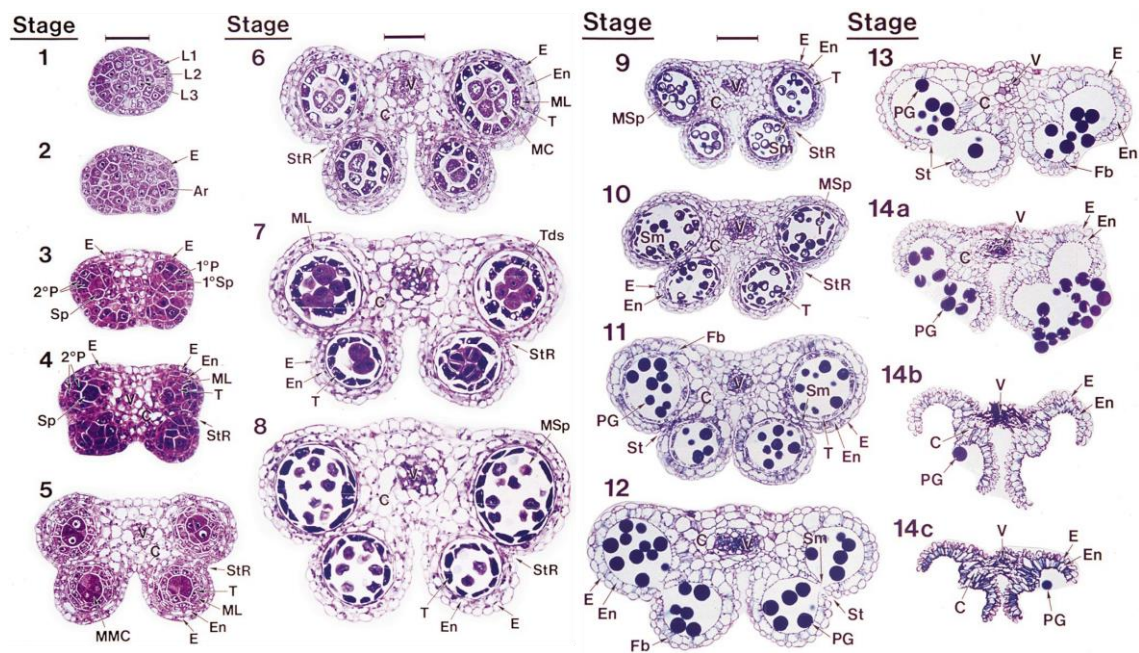 Stage
1
L1
L2
L3
2
E
Ar
3
E
E
1°P
2°P
1°Sp
Sp
4
2°P
E
E
En
ML
V
T
C
Sp
StR
5
V
C
StR
T
ML
MMC
En
E
Stage
6
E
En
V
ML
C
T
StR
MC
7
ML
Tds
V
C
E
StR
En
T
8
MSp
V
C
StR
T
En
E
Stage
9
E
En
V
T
C
MSp
Sm
StR
10
MSp
V
Sm
C
StR
E
En
T
11
Fb
V
Sm
C
PG
St
E
T
En
12
C
V
Sm
E
En
St
Fb
PG
Stage
13
V
E
PG
C
En
St
Fb
14a
V
E
En
C
PG
14b
V
E
En
C
PG
14c
V
E
En
C
PG